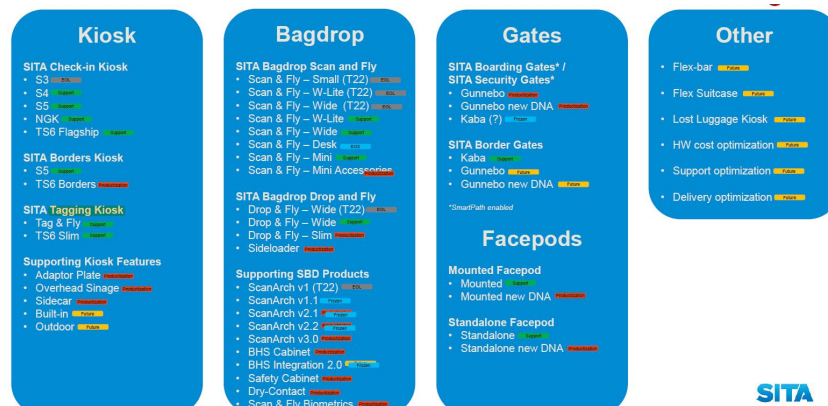 Kiosk
SITA Check-in Kiosk
• S3 EOL
• S4 Support
• S5 Support
• NGK Support
• TS6 Flagship Support
SITA Borders Kiosk
• S5 Support
• TS6 Borders Productization
SITA Tagging Kiosk
• Tag & Fly Support
• TS6 Slim Support
Supporting Kiosk Features
• Adaptor Plate Productization
• Overhead Sinage Productization
• Sidecar Productization
• Built-in Future
• Outdoor Future
Bagdrop
SITA Bagdrop Scan and Fly
• Scan & Fly – Small (T22) EOL
• Scan & Fly – W-Lite (T22) EOL
• Scan & Fly – Wide (T22) EOL
• Scan & Fly – W-Lite Support
• Scan & Fly – Wide Support
• Scan & Fly – Desk EOS
• Scan & Fly – Mini Support
• Scan & Fly – Mini Accessories Productization
SITA Bagdrop Drop and Fly
• Drop & Fly – Wide (T22) EOL
• Drop & Fly – Wide Support
• Drop & Fly – Slim Productization
• Sideloader Productization
Supporting SBD Products
• ScanArch v1 (T22) EOL
• ScanArch v1.1 Frozen
• ScanArch v2.1 Frozen
• ScanArch v2.2 Frozen
• ScanArch v3.0 Productization
• BHS Cabinet Productization
• BHS Integration 2.0 Frozen
• Safety Cabinet Productization
• Dry-Contact Productization
• Scan & Fly Biometrics Productization
Gates
SITA Boarding Gates* /
SITA Security Gates*
• Gunnebo Productization
• Gunnebo new DNA Productization
• Kaba (?) Frozen
SITA Border Gates
• Kaba Support
• Gunnebo Future
• Gunnebo new DNA Future
*SmartPath enabled
Facepods
Mounted Facepod
• Mounted Support
• Mounted new DNA Productization
Standalone Facepod
• Standalone Support
• Standalone new DNA Productization
Other
• Flex-bar Future
• Flex Suitcase Future
• Lost Luggage Kiosk Future
• HW cost optimization Future
• Support optimization Future
• Delivery optimization Future
SITA